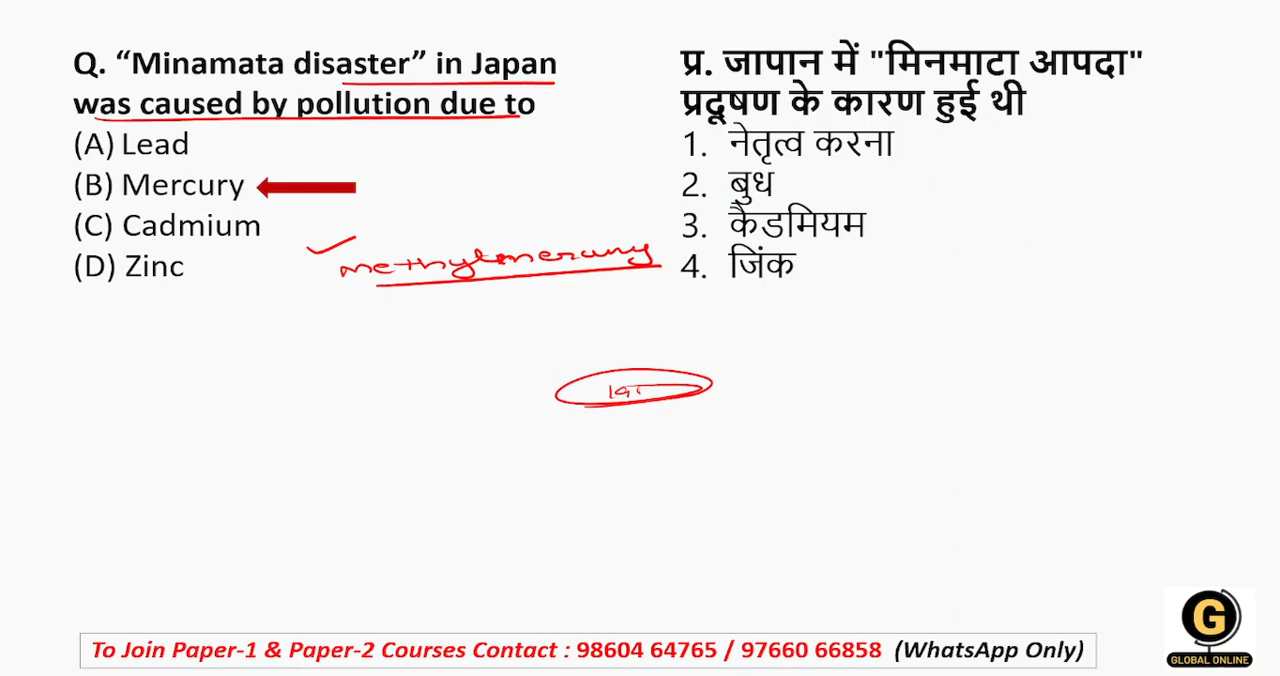 Q. “Minamata disaster” in Japan
was caused by pollution due to
(A) Lead
(B) Mercury
(C) Cadmium
(D) Zinc
methylmercury
प्र. जापान में "मिनमाटा आपदा"
प्रदूषण के कारण हुई थी
1. नेतृत्व करना
2. बुध
3. कैडमियम
4. जिंक
To Join Paper-1 & Paper-2 Courses Contact : 98604 64765 / 97660 66858 (WhatsApp Only)
G
GLOBAL ONLINE